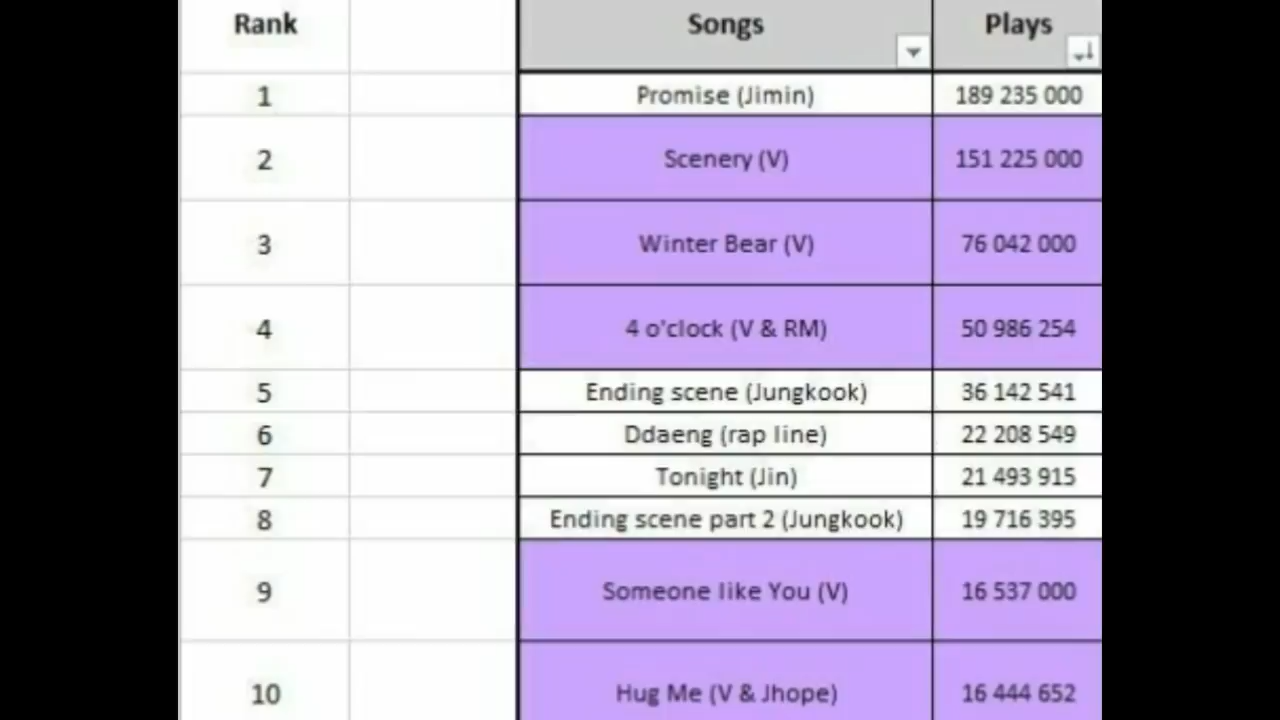 Rank Songs Plays
1 Promise (Jimin) 189 235 000
2 Scenery (V) 151 225 000
3 Winter Bear (V) 76 042 000
4 4 o'clock (V & RM) 50 986 254
5 Ending scene (Jungkook) 36 142 541
6 Ddaeng (rap line) 22 208 549
7 Tonight (Jin) 21 493 915
8 Ending scene part 2 (Jungkook) 19 716 395
9 Someone like You (V) 16 537 000
10 Hug Me (V & Jhope) 16 444 652